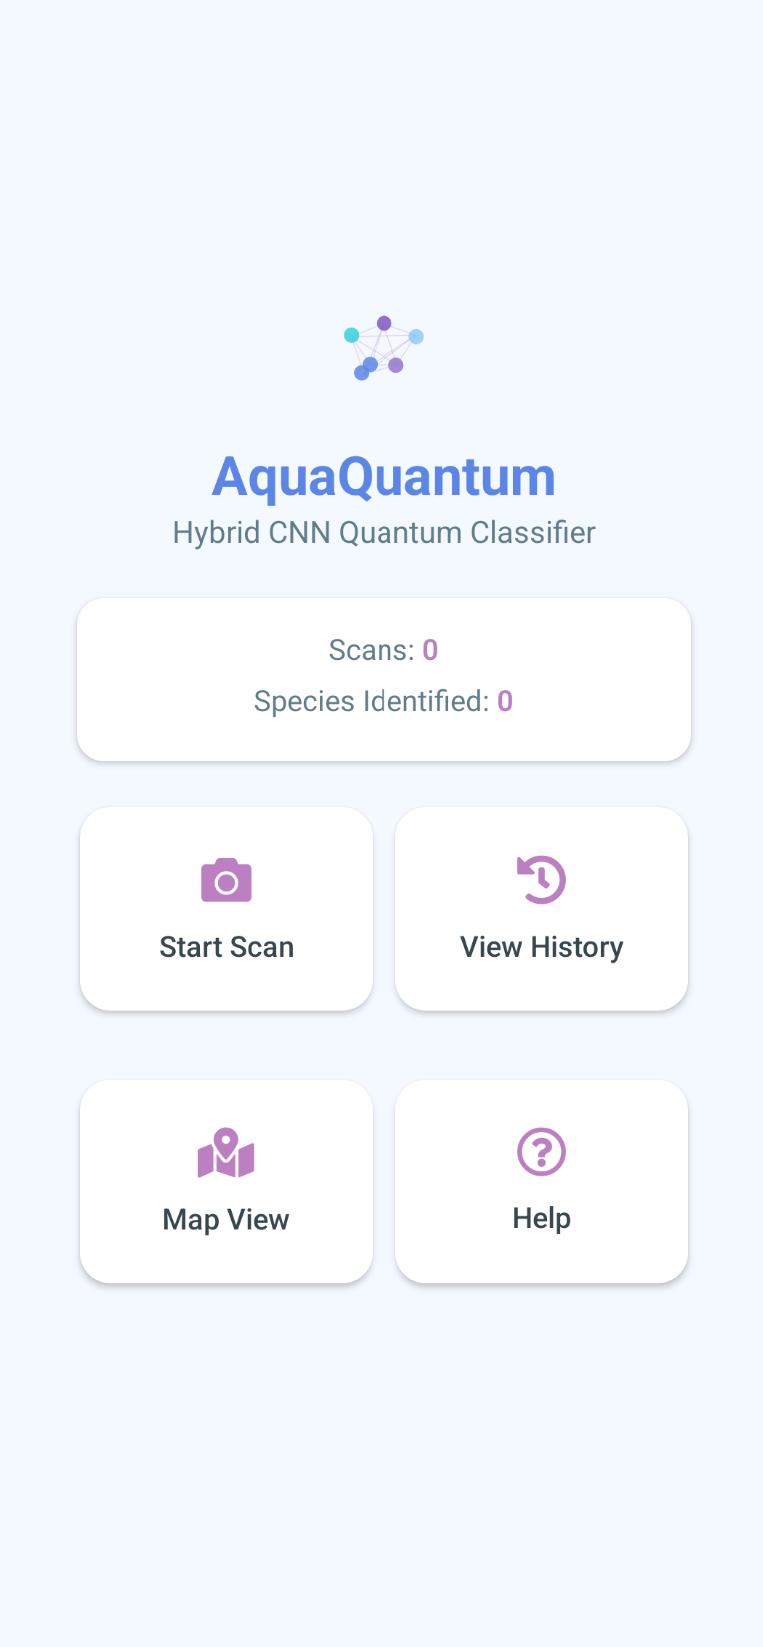 AquaQuantum
Hybrid CNN Quantum Classifier
Scans: 0
Species Identified: 0
Start Scan
View History
Map View
Help